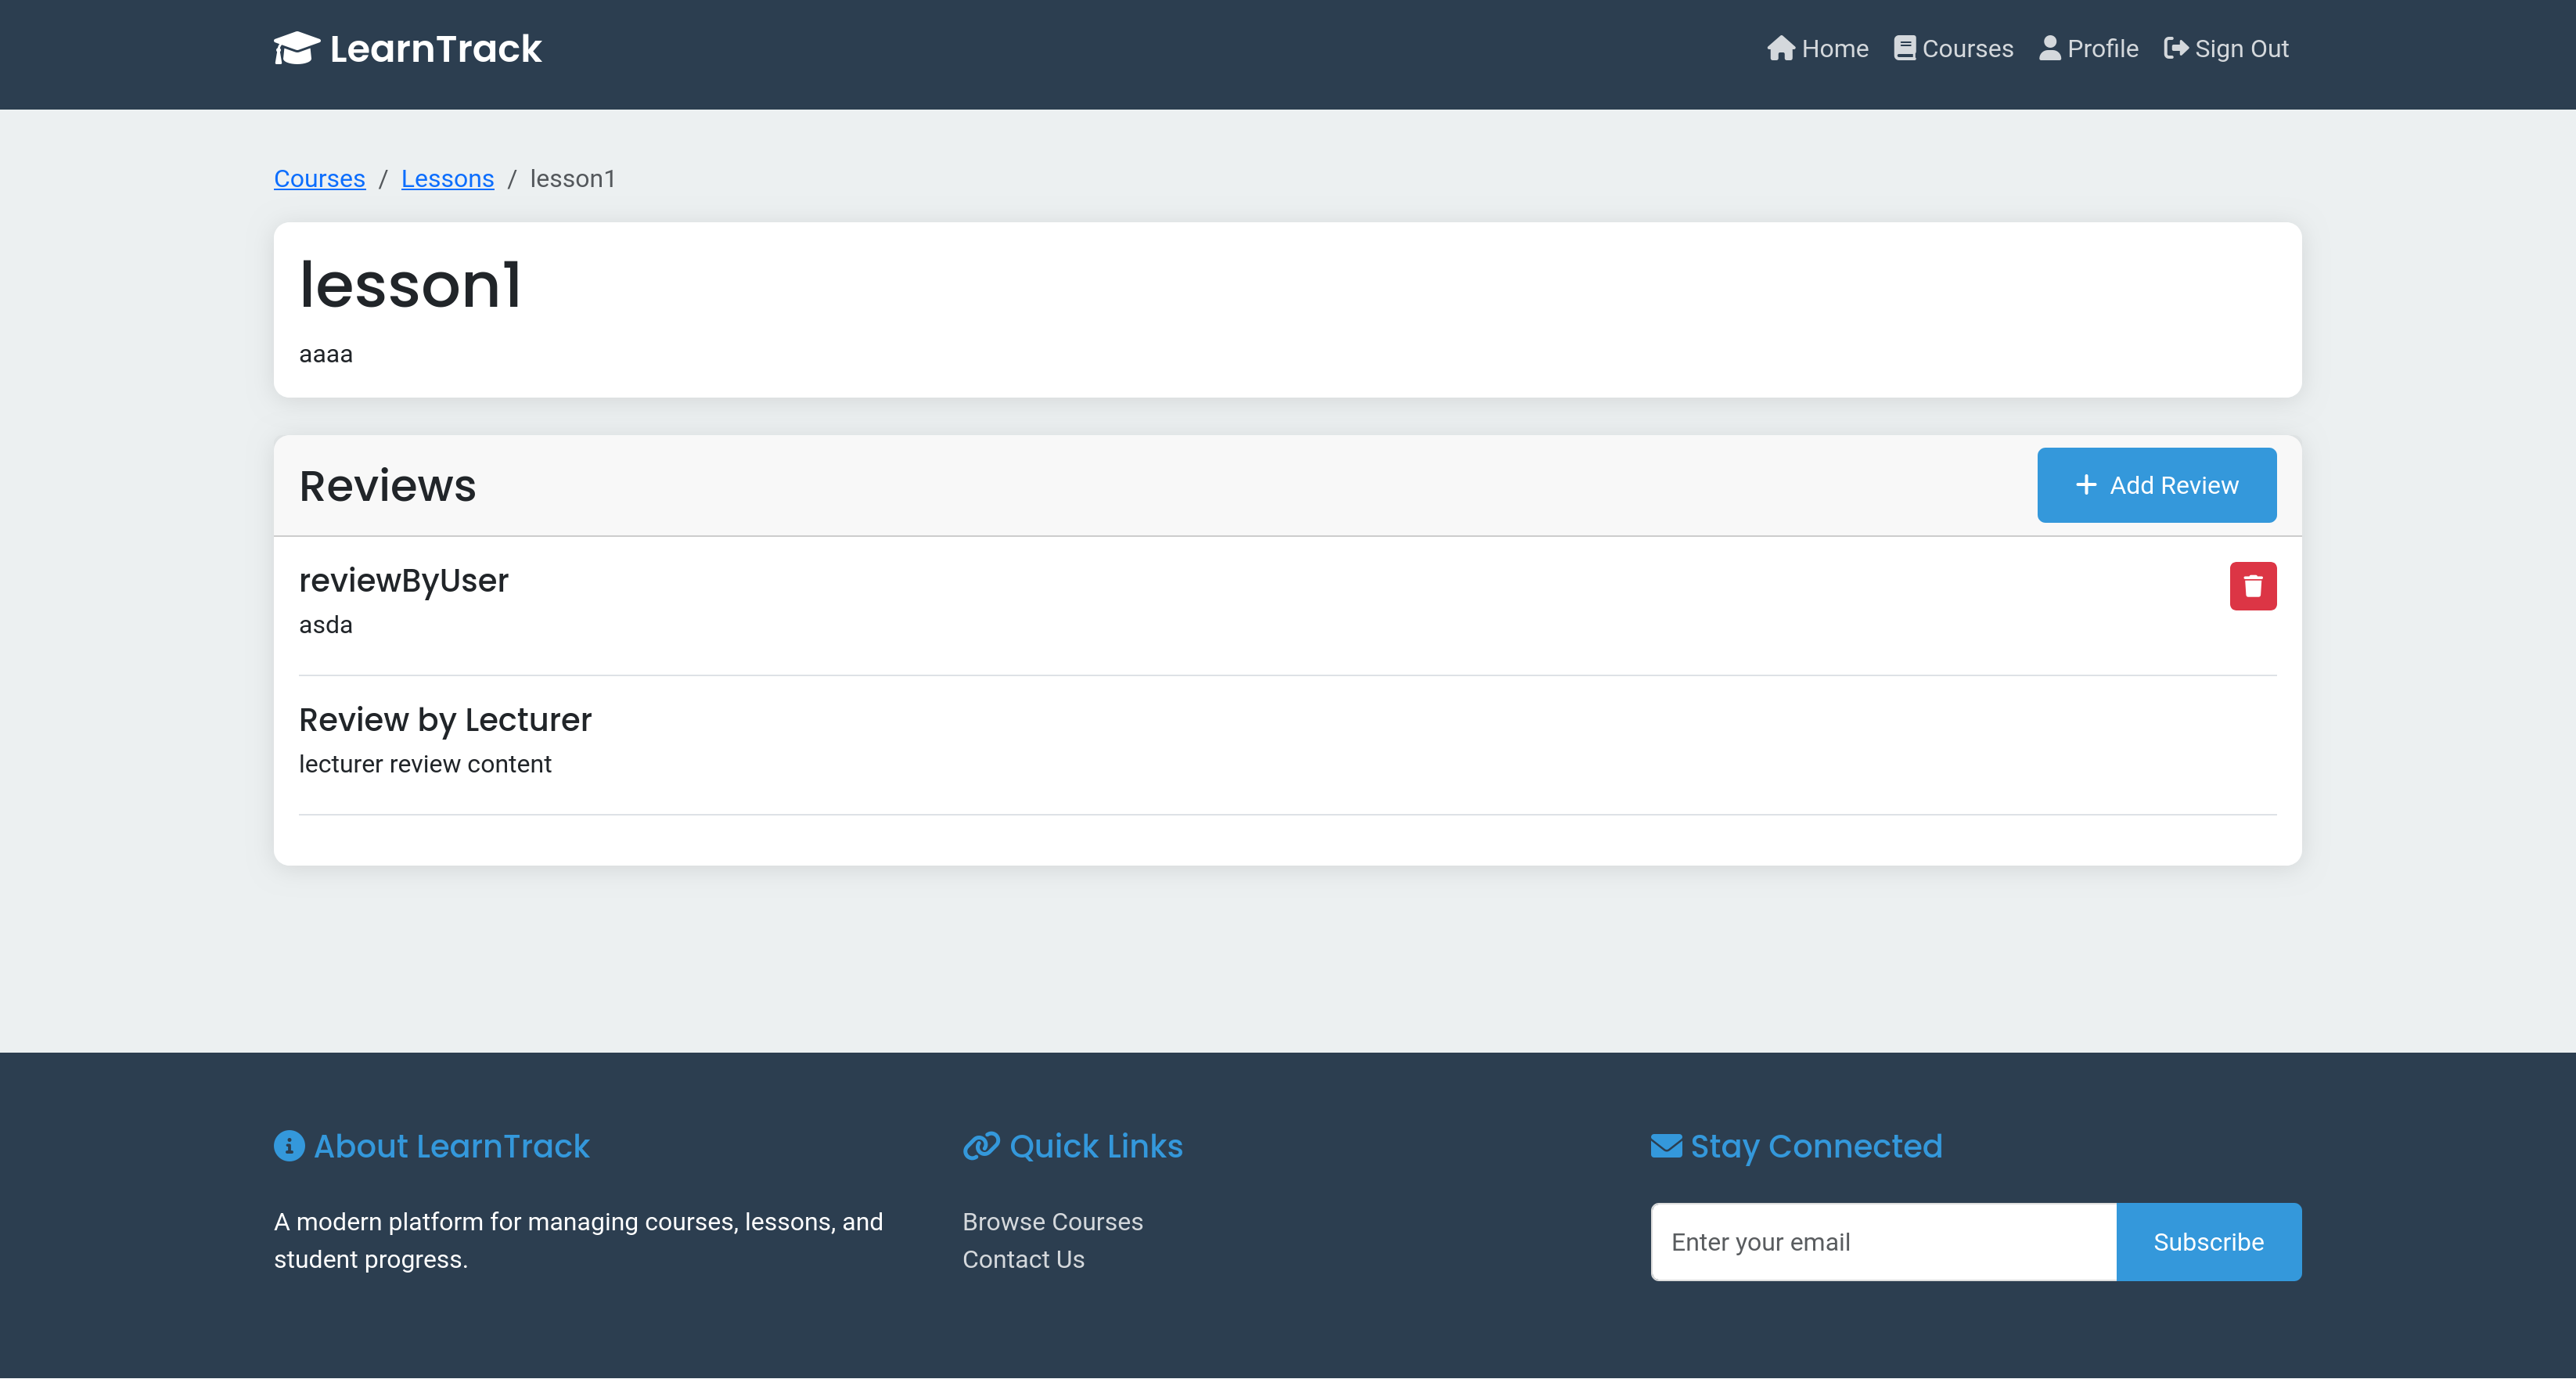 LearnTrack
Home Courses Profile Sign Out
Courses / Lessons / lesson1
lesson1
aaaa
Reviews
Add Review
reviewByUser
asda
Review by Lecturer
lecturer review content
About LearnTrack
A modern platform for managing courses, lessons, and
student progress.
Quick Links
Browse Courses
Contact Us
Stay Connected
Enter your email
Subscribe